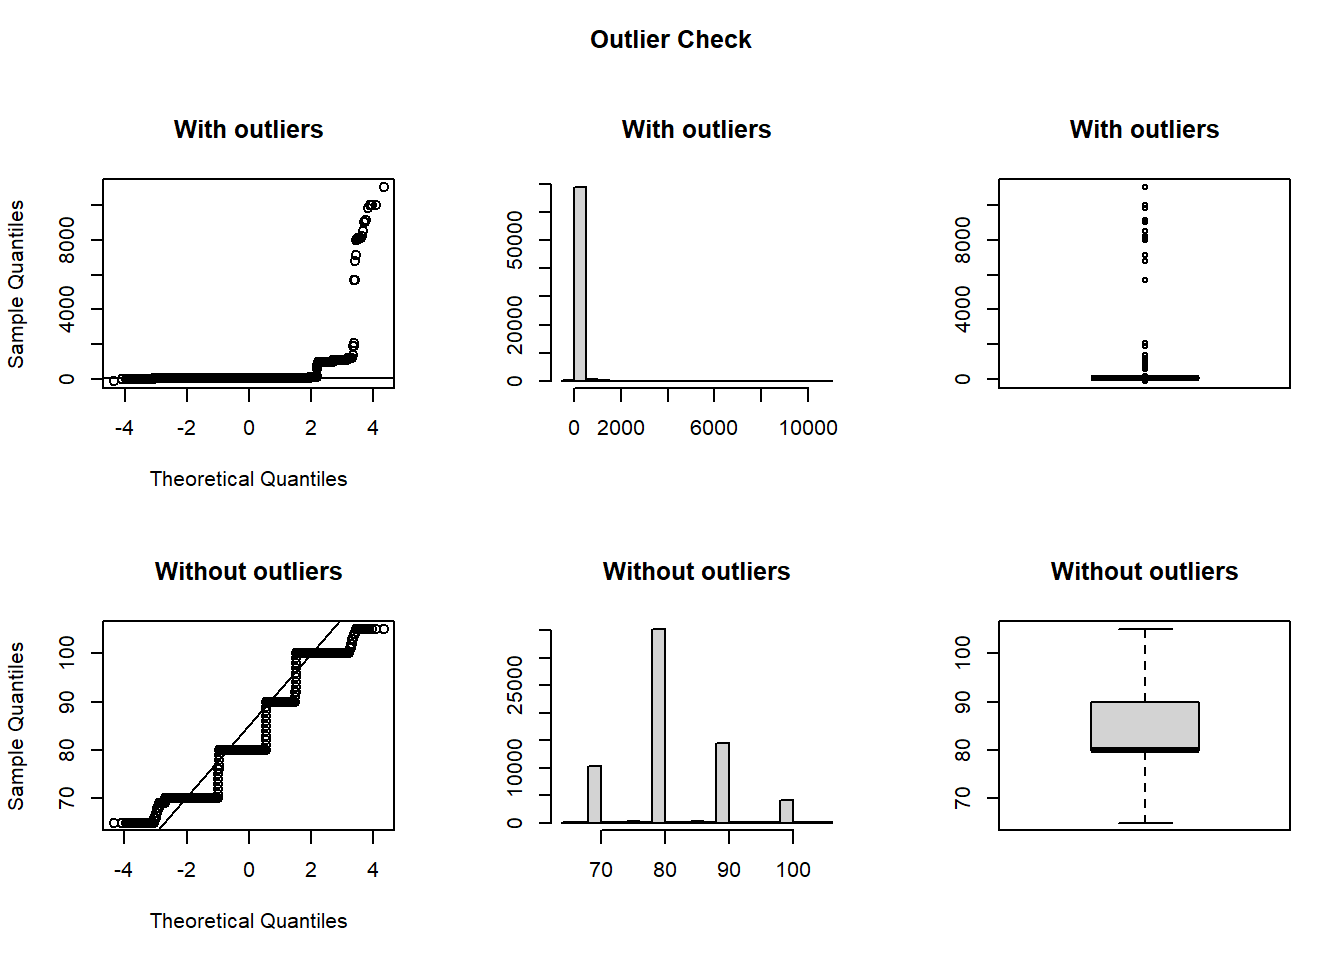 Outlier Check
With outliers
With outliers
With outliers
Sample Quantiles
0 4000 8000
-4 -2 0 2 4
Theoretical Quantiles
0 20000 50000
0 2000 6000 10000
0 4000 8000
Without outliers
Without outliers
Without outliers
Sample Quantiles
70 80 90 100
-4 -2 0 2 4
Theoretical Quantiles
0 10000 25000
70 80 90 100
70 80 90 100